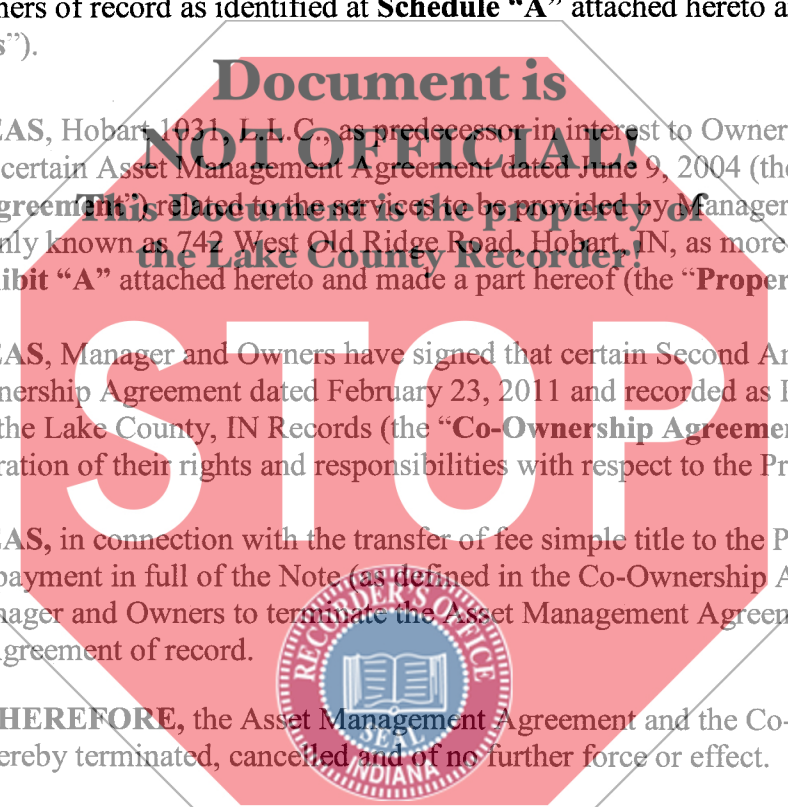 ners of record as identified at Schedule “A” attached hereto a
s”).
Document is
EAS, Hobart 1031, L.L.C., as predecessor in interest to Owner
NOT OFFICIAL!
certain Asset Management Agreement dated June 9, 2004 (the
greement”) related to the services to be provided by Manager
This Document is the property of
nly known as 742 West Old Ridge Road, Hobart, IN, as more
the Lake County Recorder!
ibit “A” attached hereto and made a part hereof (the “Proper
EAS, Manager and Owners have signed that certain Second A
nership Agreement dated February 23, 2011 and recorded as
the Lake County, IN Records (the “Co-Ownership Agreeme
ration of their rights and responsibilities with respect to the Pr
STOP
EAS, in connection with the transfer of fee simple title to the P
payment in full of the Note (as defined in the Co-Ownership A
nager and Owners to terminate the Asset Management Agreem
greement of record.
RECORDER'S OFFICE
SEAL
INDIANA
HEREFORE, the Asset Management Agreement and the Co-
ereby terminated, cancelled and of no further force or effect.